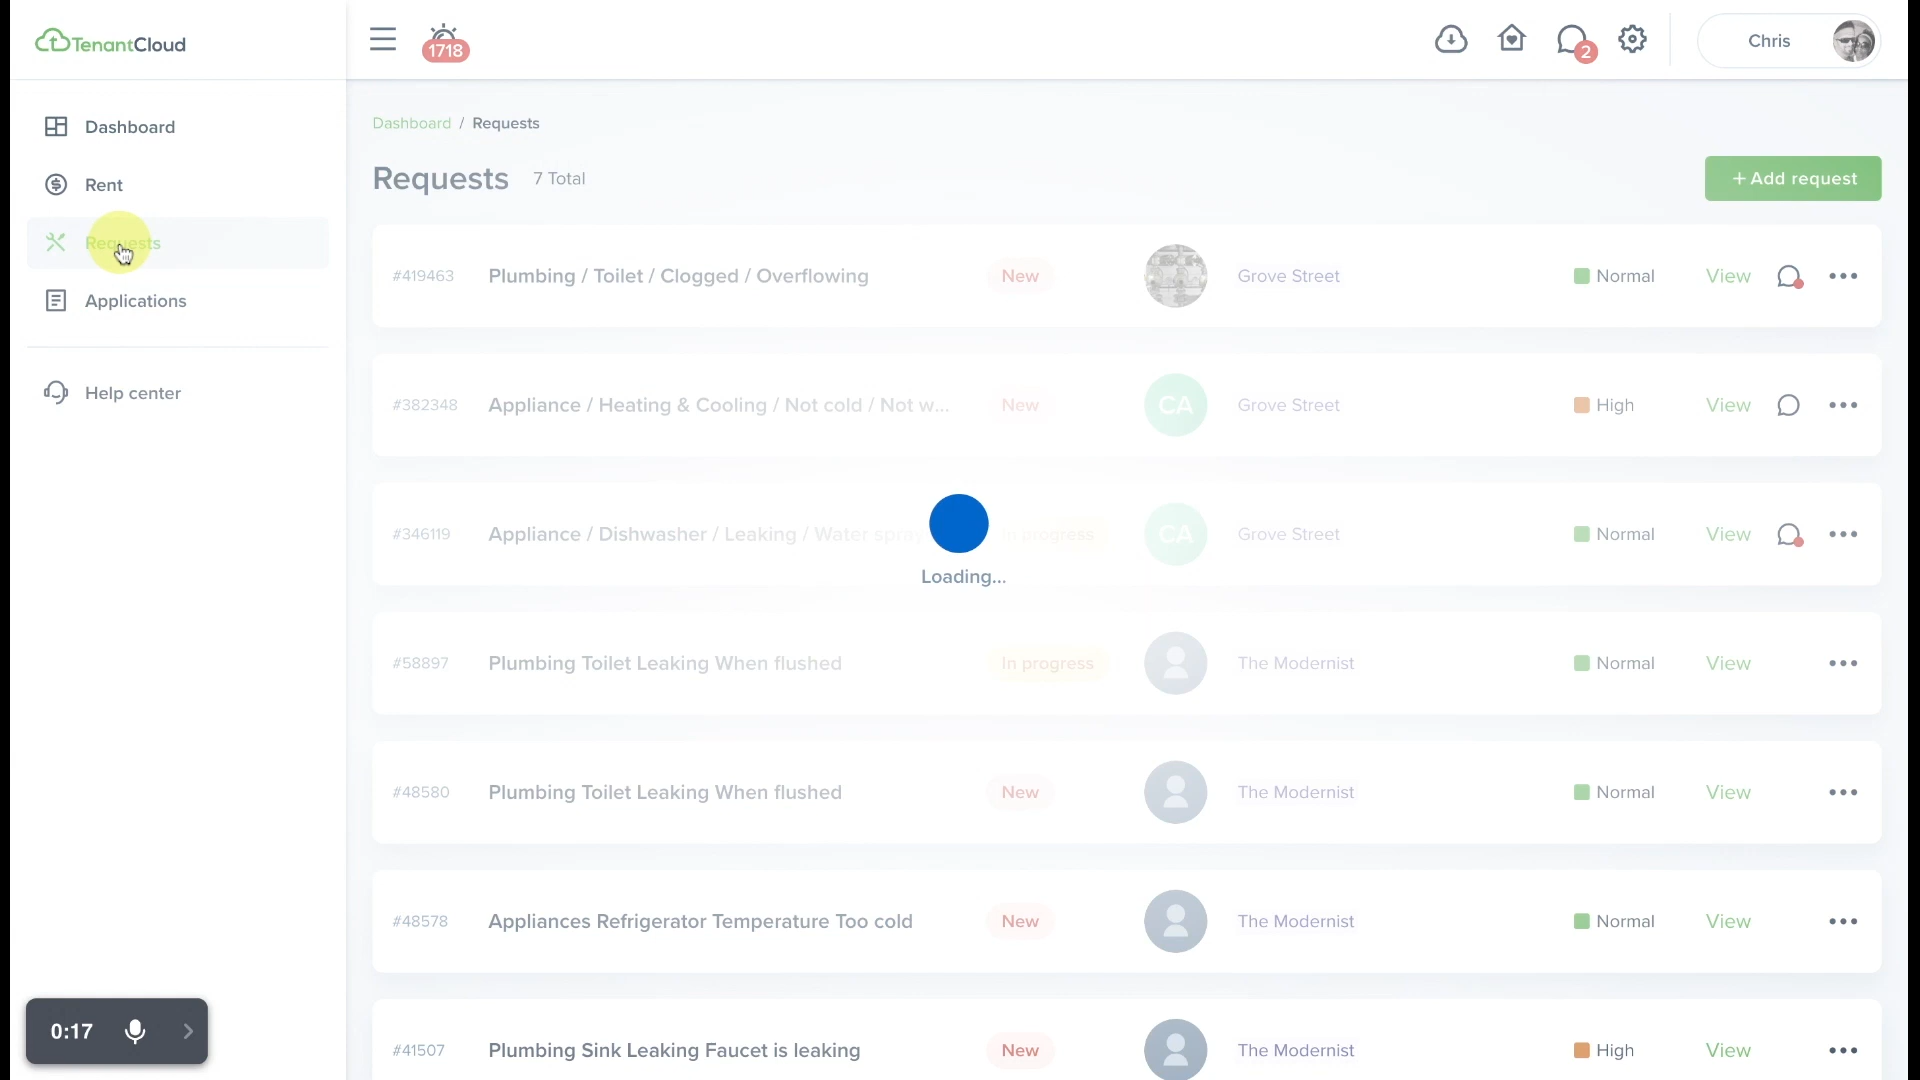 TenantCloud
1718
2
Chris
Dashboard
Rent
Requests
Applications
Help center
Dashboard / Requests
Requests 7 Total
+ Add request
#419463 Plumbing / Toilet / Clogged / Overflowing New Grove Street Normal View
#382348 Appliance / Heating & Cooling / Not cold / Not w... New CA Grove Street High View
#346119 Appliance / Dishwasher / Leaking / Water spray In progress CA Grove Street Normal View
Loading...
#58897 Plumbing Toilet Leaking When flushed In progress The Modernist Normal View
#48580 Plumbing Toilet Leaking When flushed New The Modernist Normal View
#48578 Appliances Refrigerator Temperature Too cold New The Modernist Normal View
#41507 Plumbing Sink Leaking Faucet is leaking New The Modernist High View
0:17